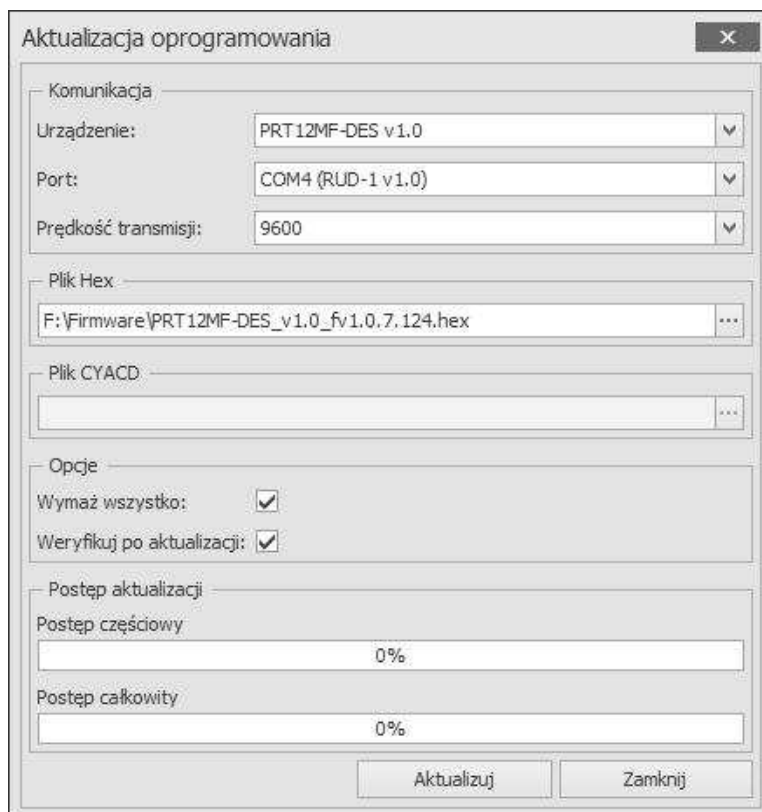 Aktualizacja oprogramowania
Komunikacja
Urządzenie: PRT12MF-DES v1.0
Port: COM4 (RUD-1 v1.0)
Prędkość transmisji: 9600
Plik Hex
F:\Firmware\PRT12MF-DES_v1.0_fv1.0.7.124.hex
...
Plik CYACD
...
Opcje
Wymaż wszystko:
Weryfikuj po aktualizacji:
Postęp aktualizacji
Postęp częściowy
0%
Postęp całkowity
0%
Aktualizuj Zamknij